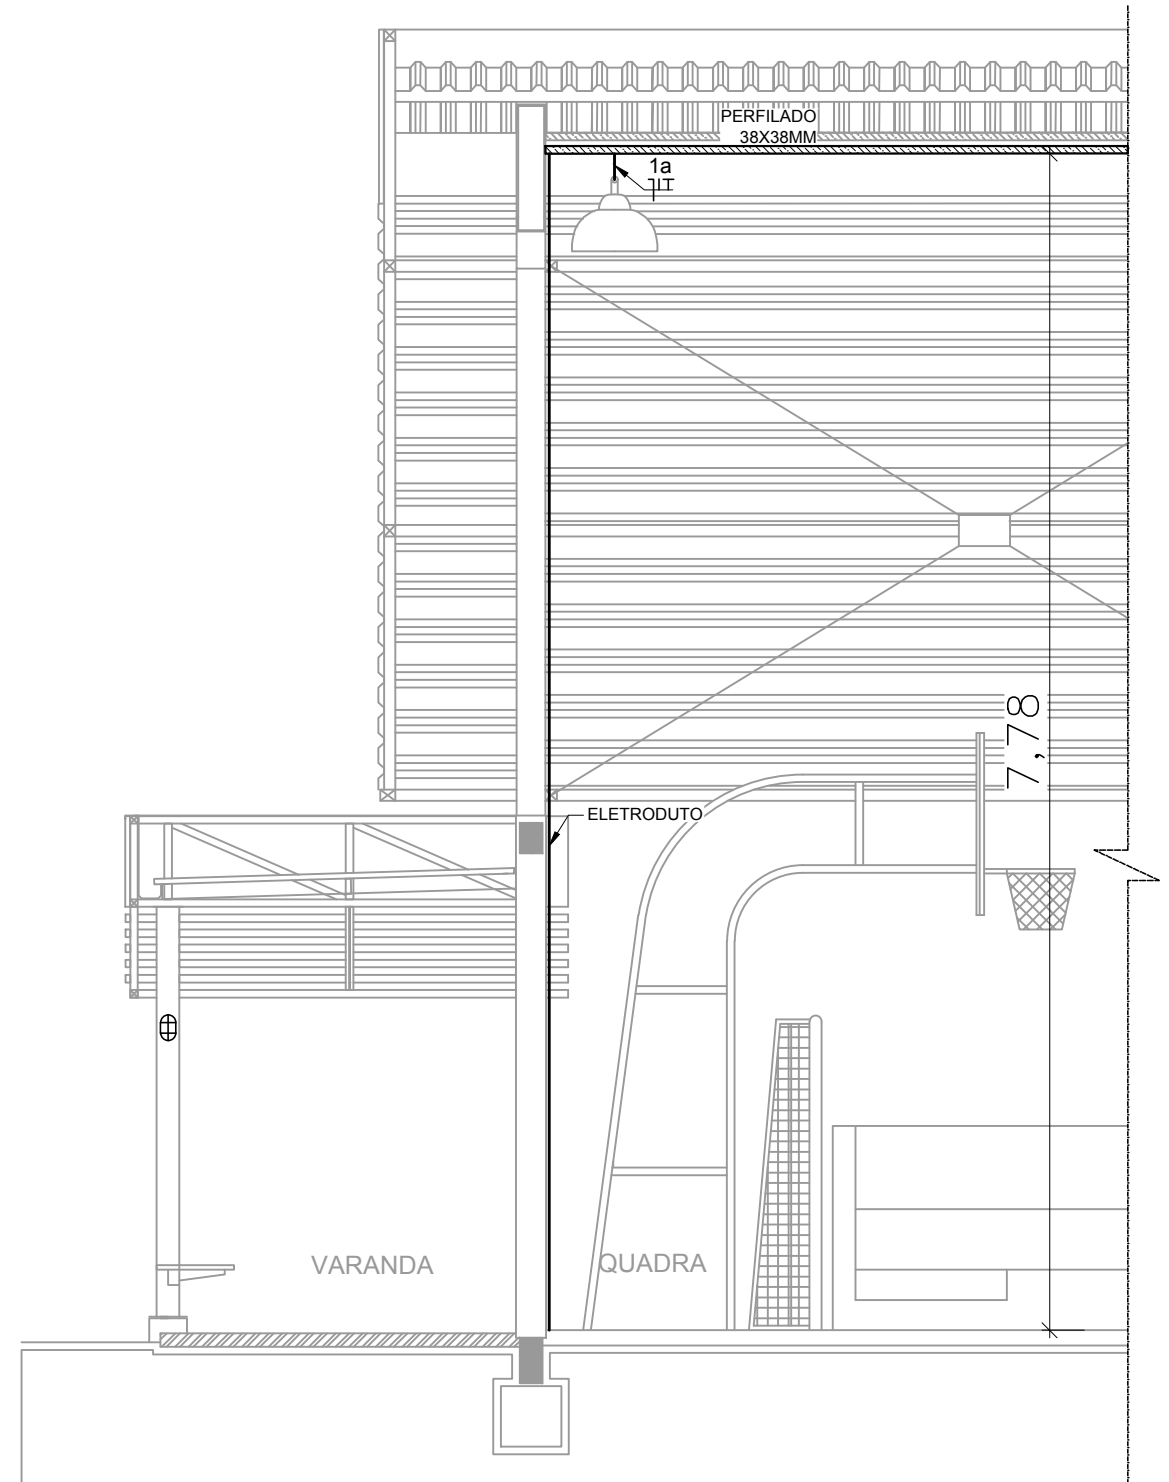 PERFILADO
38X38MM
1a
7,78
ELETRODUTO
VARANDA
QUADRA